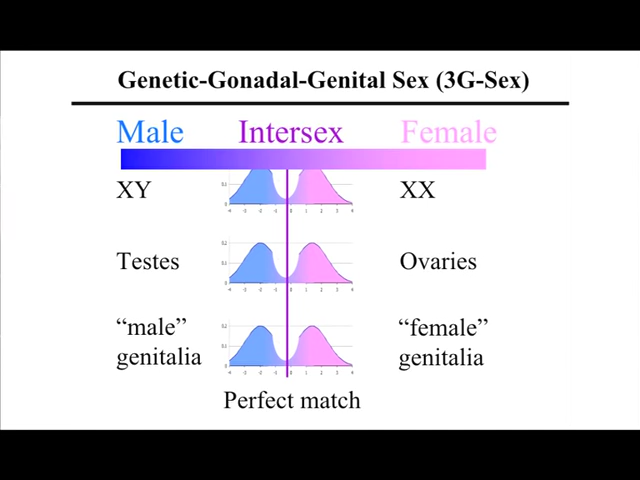 Genetic-Gonadal-Genital Sex (3G-Sex)
Male Intersex Female
XY XX
Testes Ovaries
“male” “female”
genitalia genitalia
Perfect match